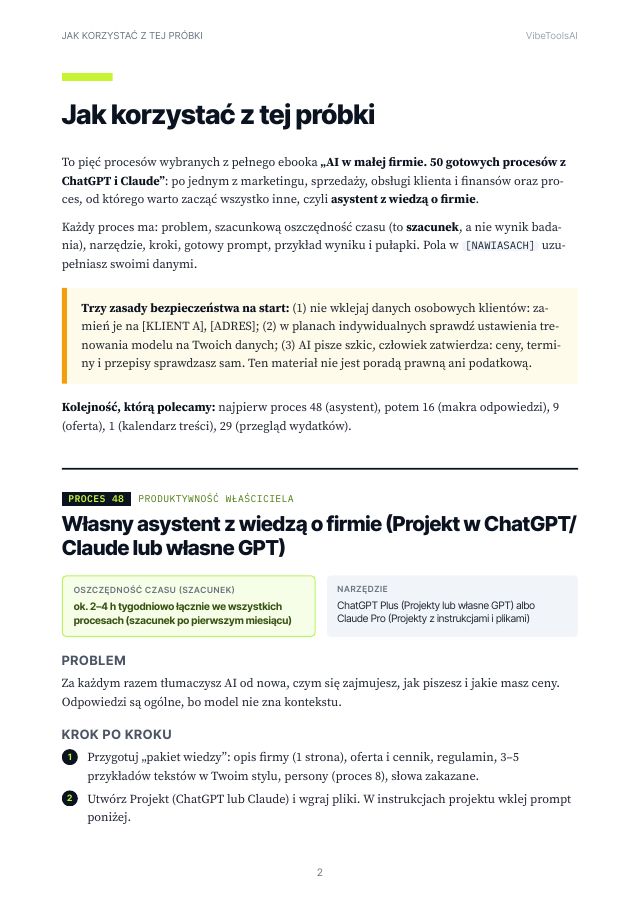 JAK KORZYSTAĆ Z TEJ PRÓBKI
VibeToolsAI
Jak korzystać z tej próbki
To pięć procesów wybranych z pełnego ebooka „AI w małej firmie. 50 gotowych procesów z
ChatGPT i Claude”: po jednym z marketingu, sprzedaży, obsługi klienta i finansów oraz pro-
ces, od którego warto zacząć wszystko inne, czyli asystent z wiedzą o firmie.
Każdy proces ma: problem, szacunkową oszczędność czasu (to szacunek, a nie wynik bada-
nia), narzędzie, kroki, gotowy prompt, przykład wyniku i pułapki. Pola w [NAWIASACH] uzu-
pełniasz swoimi danymi.
Trzy zasady bezpieczeństwa na start: (1) nie wklejaj danych osobowych klientów: za-
mień je na [KLIENT A], [ADRES]; (2) w planach indywidualnych sprawdź ustawienia tre-
nowania modelu na Twoich danych; (3) AI pisze szkic, człowiek zatwierdza: ceny, termi-
ny i przepisy sprawdzasz sam. Ten materiał nie jest poradą prawną ani podatkową.
Kolejność, którą polecamy: najpierw proces 48 (asystent), potem 16 (makra odpowiedzi), 9
(oferta), 1 (kalendarz treści), 29 (przegląd wydatków).
PROCES 48 PRODUKTYWNOŚĆ WŁAŚCICIELA
Własny asystent z wiedzą o firmie (Projekt w ChatGPT/
Claude lub własne GPT)
OSZCZĘDNOŚĆ CZASU (SZACUNEK)
ok. 2–4 h tygodniowo łącznie we wszystkich
procesach (szacunek po pierwszym miesiącu)
NARZĘDZIE
ChatGPT Plus (Projekty lub własne GPT) albo
Claude Pro (Projekty z instrukcjami i plikami)
PROBLEM
Za każdym razem tłumaczysz AI od nowa, czym się zajmujesz, jak piszesz i jakie masz ceny.
Odpowiedzi są ogólne, bo model nie zna kontekstu.
KROK PO KROKU
1 Przygotuj „pakiet wiedzy”: opis firmy (1 strona), oferta i cennik, regulamin, 3–5
przykładów tekstów w Twoim stylu, persony (proces 8), słowa zakazane.
2 Utwórz Projekt (ChatGPT lub Claude) i wgraj pliki. W instrukcjach projektu wklej prompt
poniżej.
2